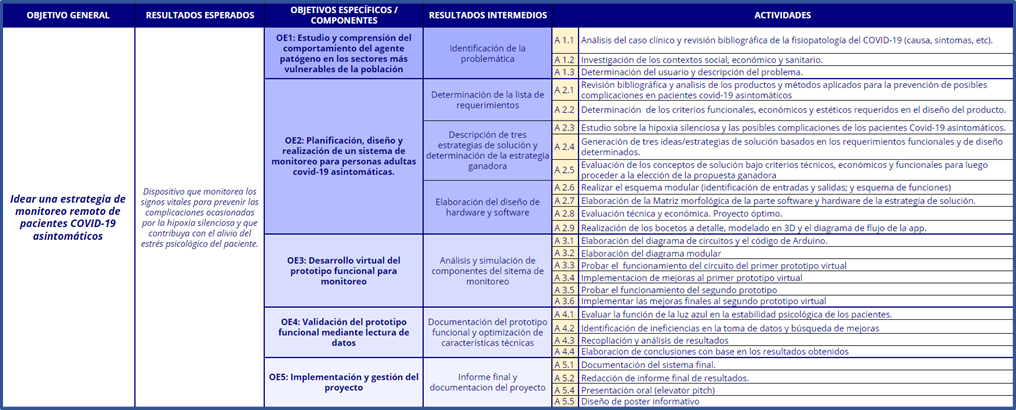 OBJETIVO GENERAL
RESULTADOS ESPERADOS
OBJETIVOS ESPECÍFICOS /
COMPONENTES
RESULTADOS INTERMEDIOS
ACTIVIDADES
Idear una estrategia de
monitoreo remoto de
pacientes COVID-19
asintomáticos
Dispositivo que monitorea los
signos vitales para prevenir las
complicaciones ocasionadas
por la hipoxia silenciosa y que
contribuya con el alivio del
estrés psicológico del paciente.
OE1: Estudio y comprensión del
comportamiento del agente
patógeno en los sectores más
vulnerables de la población
Identificación de la
problemática
A 1.1 Análisis del caso clínico y revisión bibliográfica de la fisiopatología del COVID-19 (causa, sintomas, etc).
A 1.2 Investigación de los contextos social, económico y sanitario.
A 1.3 Determinación del usuario y descripción del problema.
OE2: Planificación, diseño y
realización de un sistema de
monitoreo para personas adultas
covid-19 asintomáticas.
Determinación de la lista de
requerimientos
A 2.1 Revisión bibliográfica y analisis de los productos y métodos aplicados para la prevención de posibles
complicaciones en pacientes covid-19 asintomáticos
A 2.2 Determinación de los criterios funcionales, económicos y estéticos requeridos en el diseño del producto.
Descripción de tres
estrategias de solución y
determinación de la estrategia
ganadora
A 2.3 Estudio sobre la hipoxia silenciosa y las posibles complicaciones de los pacientes Covid-19 asintomáticos.
A 2.4 Generación de tres ideas/estrategias de solución basados en los requerimientos funcionales y de diseño
determinados.
A 2.5 Evaluación de los conceptos de solución bajo criterios técnicos, económicos y funcionales para luego
proceder a la elección de la propuesta ganadora
Elaboración del diseño de
hardware y software
A 2.6 Realizar el esquema modular (identificación de entradas y salidas; y esquema de funciones)
A 2.7 Elaboración de la Matriz morfológica de la parte software y hardware de la estrategia de solución.
A 2.8 Evaluación técnica y económica. Proyecto óptimo.
A 2.9 Realización de los bocetos a detalle, modelado en 3D y el diagrama de flujo de la app.
OE3: Desarrollo virtual del
prototipo funcional para
monitoreo
Análisis y simulación de
componentes del sitema de
monitoreo
A 3.1 Elaboración del diagrama de circuitos y el código de Arduino.
A 3.2 Elaboración del diagrama modular
A 3.3 Probar el funcionamiento del circuito del primer prototipo virtual
A 3.4 Implementacion de mejoras al primer prototipo virtual
A 3.5 Probar el funcionamiento del segundo prototipo
A 3.6 Implementar las mejoras finales al segundo prototipo virtual
OE4: Validación del prototipo
funcional mediante lectura de
datos
Documentación del prototipo
funcional y optimización de
características técnicas
A 4.1 Evaluar la función de la luz azul en la estabilidad psicológica de los pacientes.
A 4.2 Identificación de ineficiencias en la toma de datos y búsqueda de mejoras
A 4.3 Recopliación y análisis de resultados
A 4.4 Elaboracion de conclusiones con base en los resultados obtenidos
OE5: Implementación y gestión del
proyecto
Informe final y
documentacion del proyecto
A 5.1 Documentación del sistema final.
A 5.2 Redacción de informe final de resultados.
A 5.4 Presentación oral (elevator pitch)
A 5.5 Diseño de poster informativo